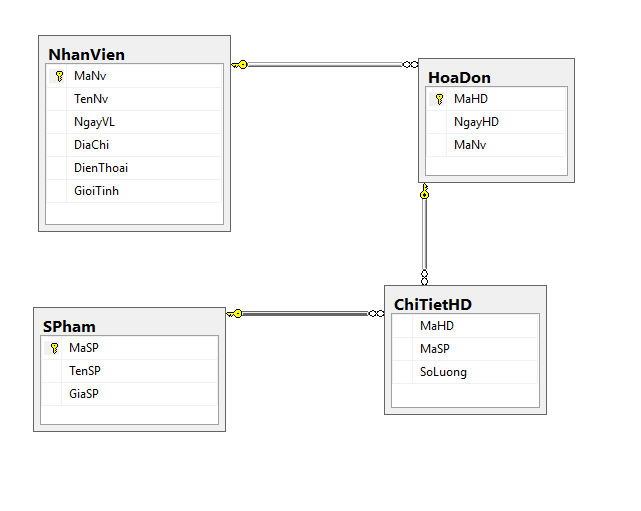 NhanVien
MaNv
TenNv
NgayVL
DiaChi
DienThoai
GioiTinh
HoaDon
MaHD
NgayHD
MaNv
SPham
MaSP
TenSP
GiaSP
ChiTietHD
MaHD
MaSP
SoLuong